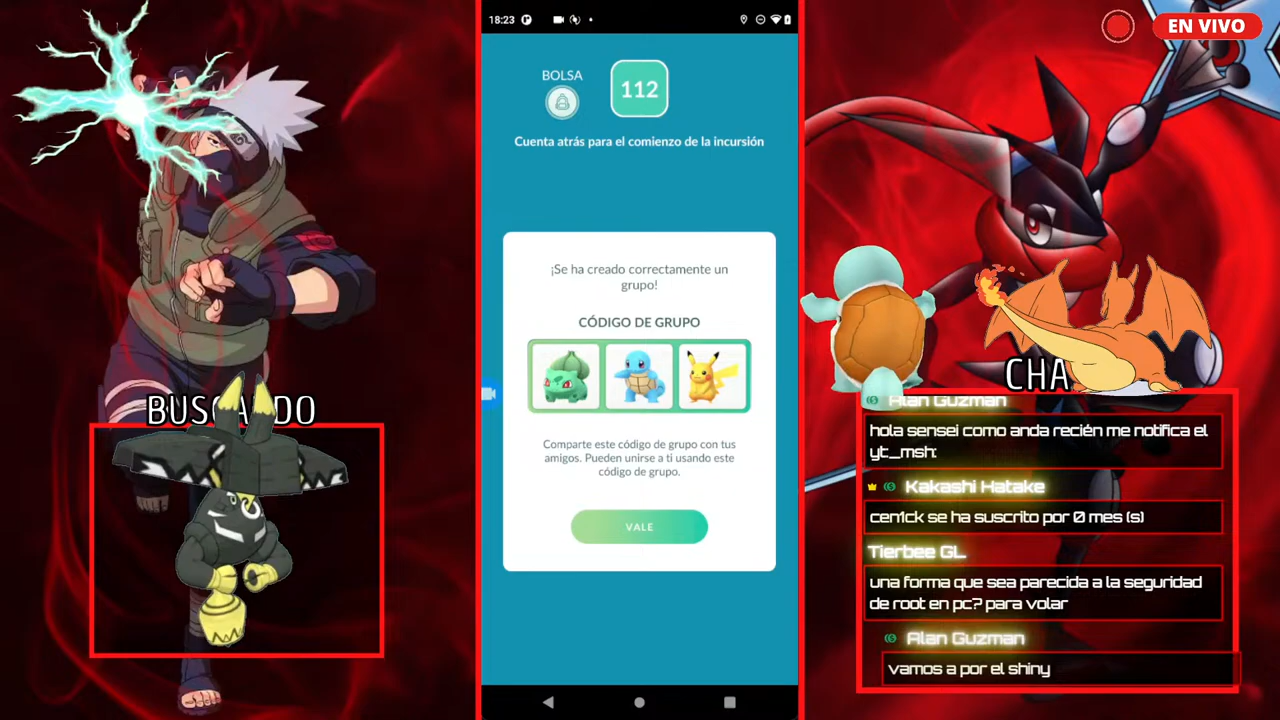 18:23
EN VIVO
BOLSA
112
Cuenta atrás para el comienzo de la incursión
¡Se ha creado correctamente un
grupo!
CÓDIGO DE GRUPO
Comparte este código de grupo con tus
amigos. Pueden unirse a ti usando este
código de grupo.
VALE
BUSCA DO
CHA
Alan Guzman
hola sensei como anda recién me notifica el
yt_msh:
Kakashi Hatake
cen1ck se ha suscrito por 0 mes (s)
Tierbee GL
una forma que sea parecida a la seguridad
de root en pc? para volar
Alan Guzman
vamos a por el shiny